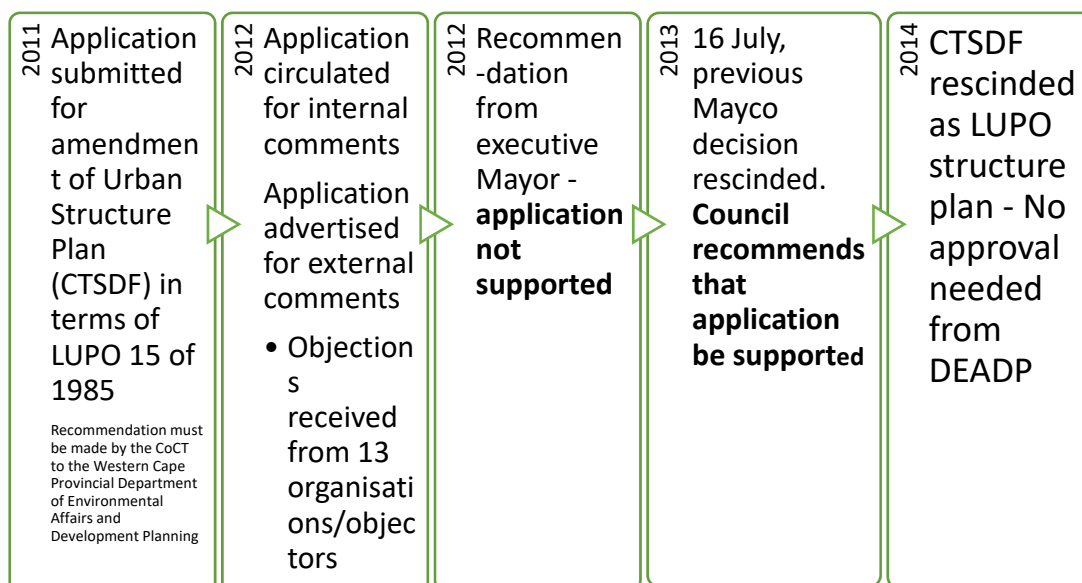 2011
Application
submitted
for
amendmen
t of Urban
Structure
Plan
(CTSDF) in
terms of
LUPO 15 of
1985
Recommendation must
be made by the CoCT
to the Western Cape
Provincial Department
of Environmental
Affairs and
Development Planning
2012
Application
circulated
for internal
comments
Application
advertised
for external
comments
• Objection
s
received
from 13
organisati
ons/objec
tors
2012
Recommen
-dation
from
executive
Mayor -
application
not
supported
2013
16 July,
previous
Mayco
decision
rescinded.
Council
recommends
that
application
be supported
2014
CTSDF
rescinded
as LUPO
structure
plan - No
approval
needed
from
DEADP